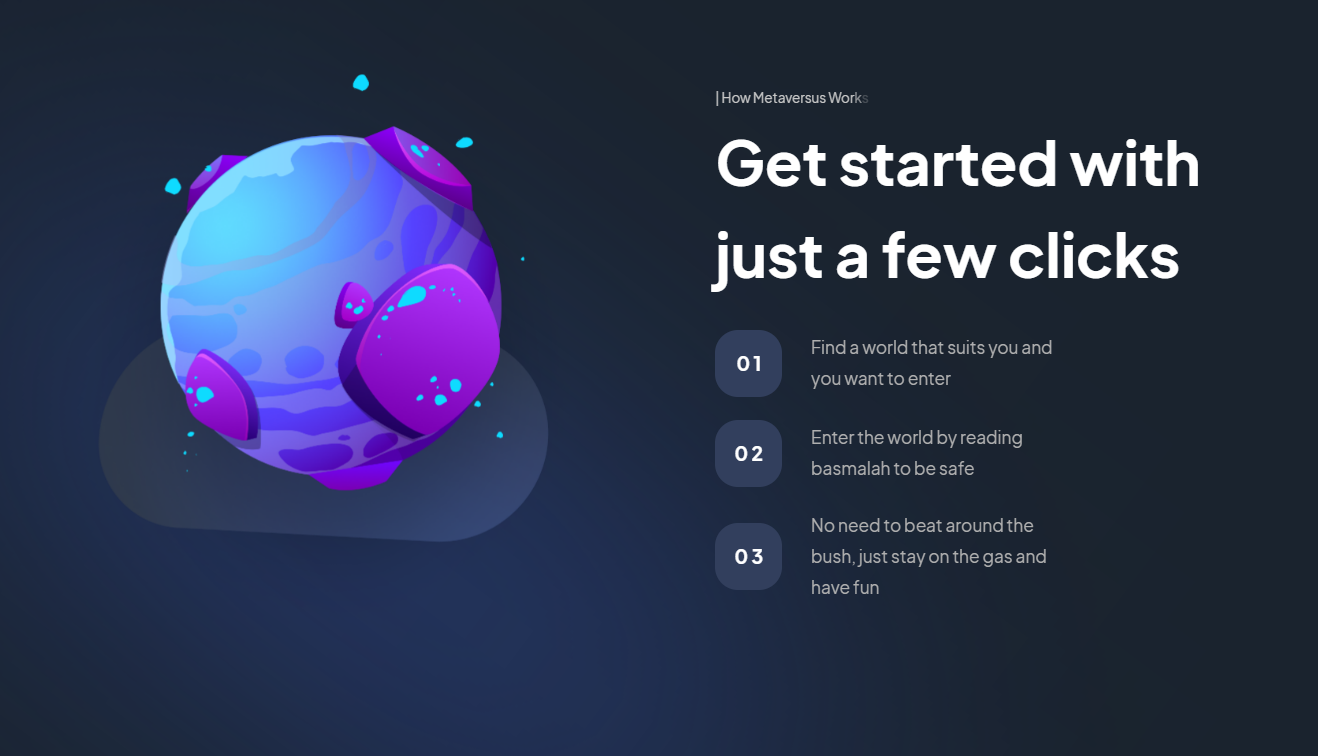 | How Metaversus Works
Get started with
just a few clicks
01
Find a world that suits you and
you want to enter
02
Enter the world by reading
basmalah to be safe
03
No need to beat around the
bush, just stay on the gas and
have fun